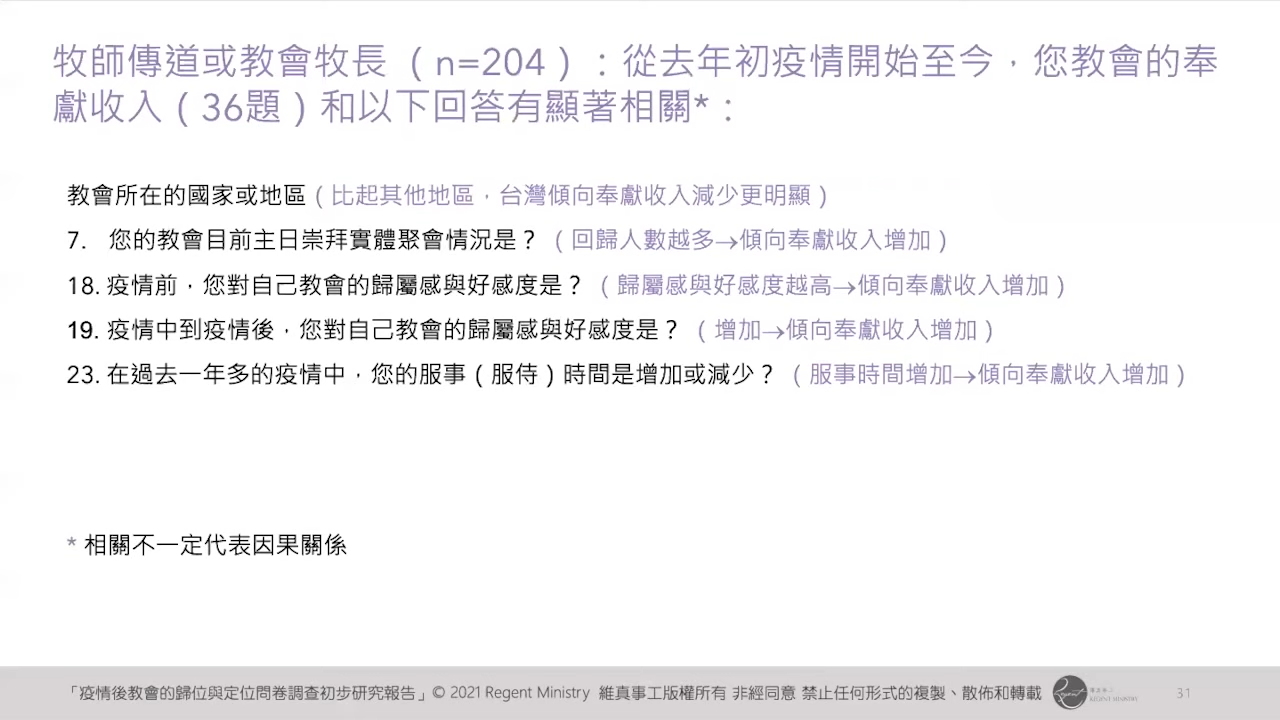 牧師傳道或教會牧長 （n=204）：從去年初疫情開始至今，您教會的奉
獻收入（36題）和以下回答有顯著相關*：
教會所在的國家或地區（比起其他地區，台灣傾向奉獻收入減少更明顯）
7. 您的教會目前主日崇拜實體聚會情況是？（回歸人數越多→傾向奉獻收入增加）
18. 疫情前，您對自己教會的歸屬感與好感度是？（歸屬感與好感度越高→傾向奉獻收入增加）
19. 疫情中到疫情後，您對自己教會的歸屬感與好感度是？（增加→傾向奉獻收入增加）
23. 在過去一年多的疫情中，您的服事（服侍）時間是增加或減少？（服事時間增加→傾向奉獻收入增加）
* 相關不一定代表因果關係
「疫情後教會的歸位與定位問卷調查初步研究報告」© 2021 Regent Ministry 維真事工版權所有 非經同意 禁止任何形式的複製、散佈和轉載
Regent
維真事工
REGENT MINISTRY
31